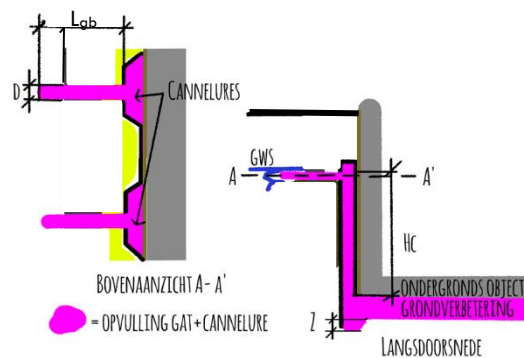 Lgb
D
CANNELURES
GWS
A
A'
Hc
ONDERGRONDS OBJECT
GRONDVERBETERING
Z
BOVENAANZICHT A- A'
= OPVULLING GAT+CANNELURE
LANGSDOORSNEDE